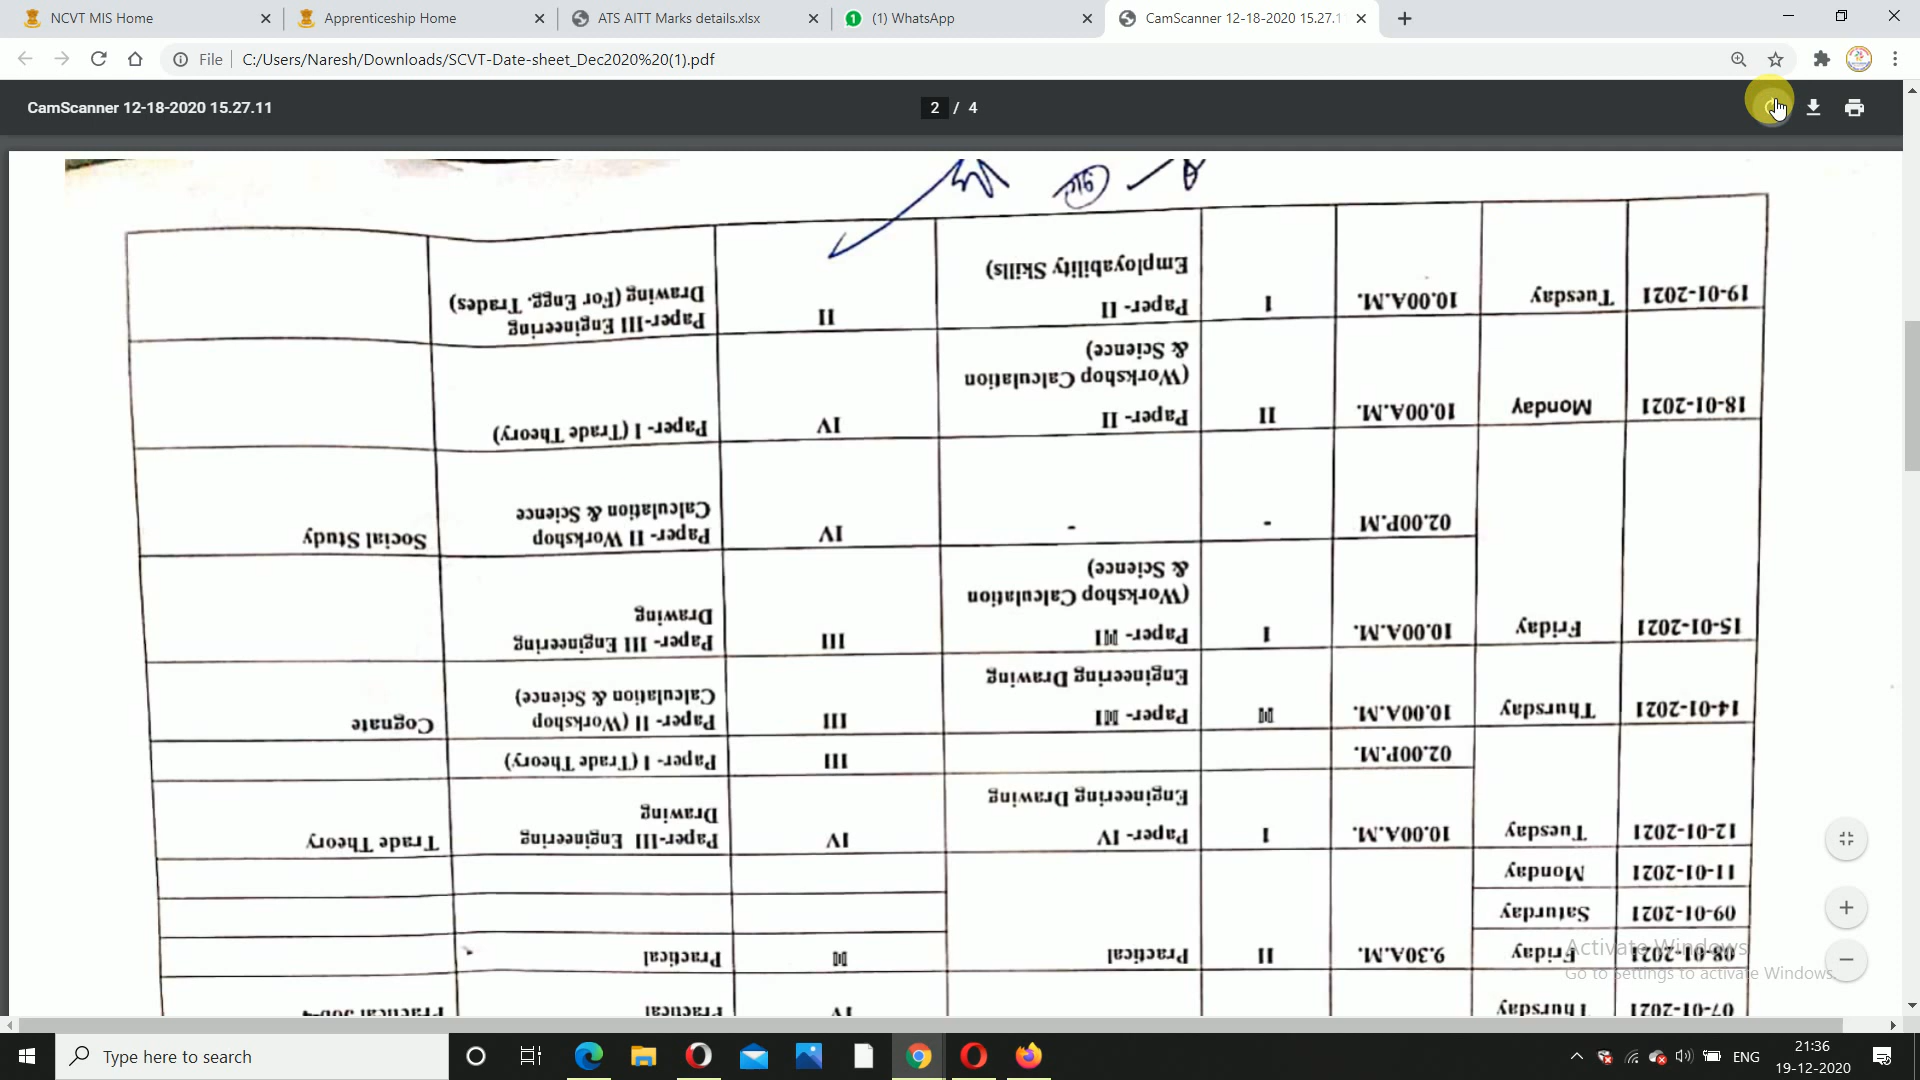 NCVT MIS Home
Apprenticeship Home
ATS AITT Marks details.xlsx
(1) WhatsApp
CamScanner 12-18-2020 15.27.1
File
C:/Users/Naresh/Downloads/SCVT-Date-sheet_Dec2020%20(1).pdf
CamScanner 12-18-2020 15.27.11
2 / 4
07-01-2021 Thursday IV Practical Practical Job-4
08-01-2021 Friday 9.30A.M. II Practical Practical
09-01-2021 Saturday
11-01-2021 Monday
12-01-2021 Tuesday 10.00A.M. I Paper- IV IV Paper-III Engineering Trade Theory
Engineering Drawing Drawing
02.00P.M. III Paper- I (Trade Theory)
14-01-2021 Thursday 10.00A.M. Paper- III III Paper- II (Workshop Cognate
Engineering Drawing Calculation & Science)
15-01-2021 Friday 10.00A.M. I Paper- III III Paper- III Engineering
(Workshop Calculation Drawing
& Science)
02.00P.M - - IV Paper- II Workshop Social Study
Calculation & Science
18-01-2021 Monday 10.00A.M. II Paper- II IV Paper- I (Trade Theory)
(Workshop Calculation
& Science)
19-01-2021 Tuesday 10.00A.M. I Paper- II II Paper-III Engineering
Employability Skills) Drawing (For Engg. Trades)
Activate Windows
Go to Settings to activate Windows.
Type here to search
ENG
21:36
19-12-2020